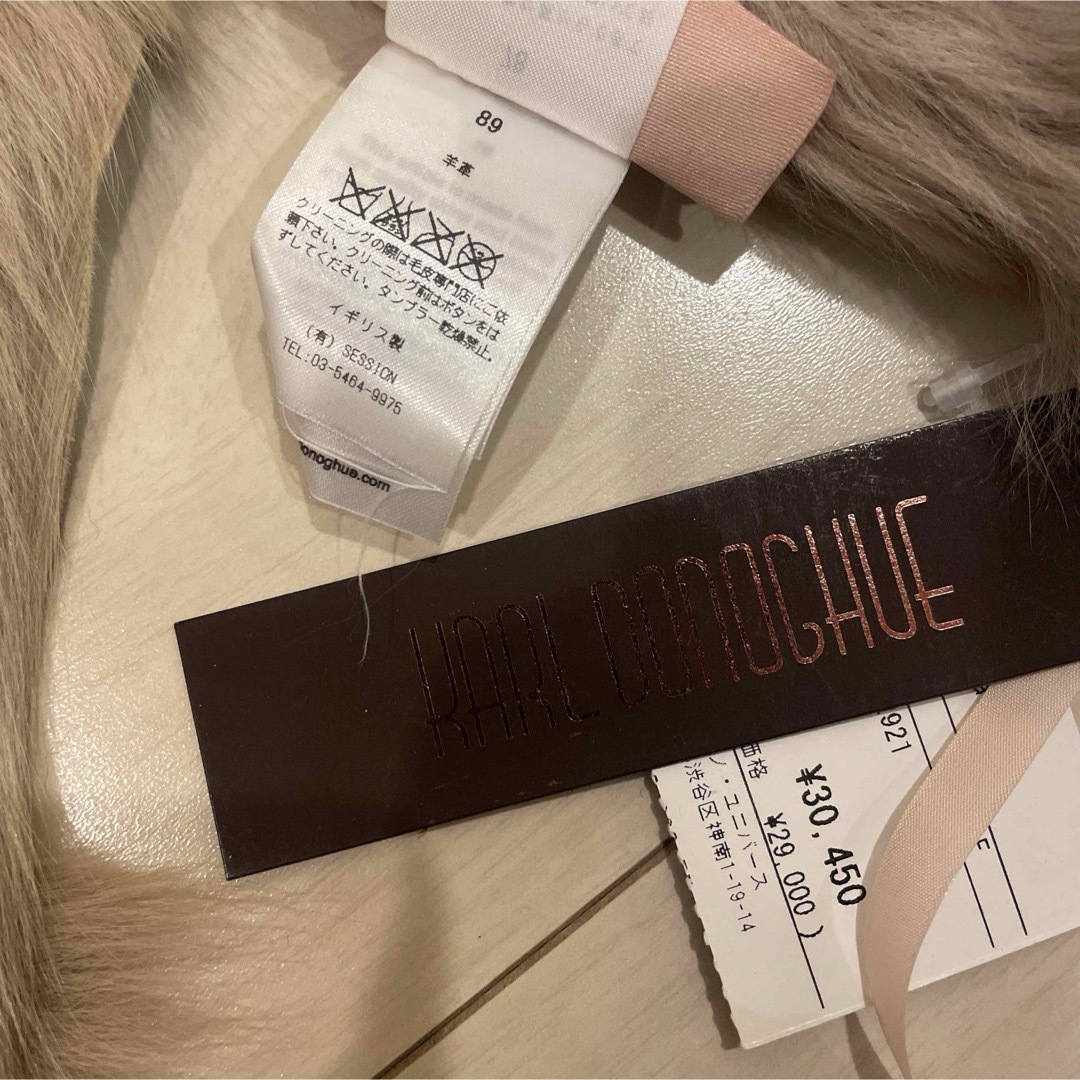 89
羊革
クリーニングの際は毛皮専門店にご依
頼下さい。クリーニング前はボタンをは
ずしてください。タンブラー乾燥禁止。
イギリス製
(有) SESSION
TEL:03-5464-9975
onoghue.com
KARL DONOGHUE
921
価格 ¥30,450
¥29,000 )
ノ・ユニバース
渋谷区神南1-19-14